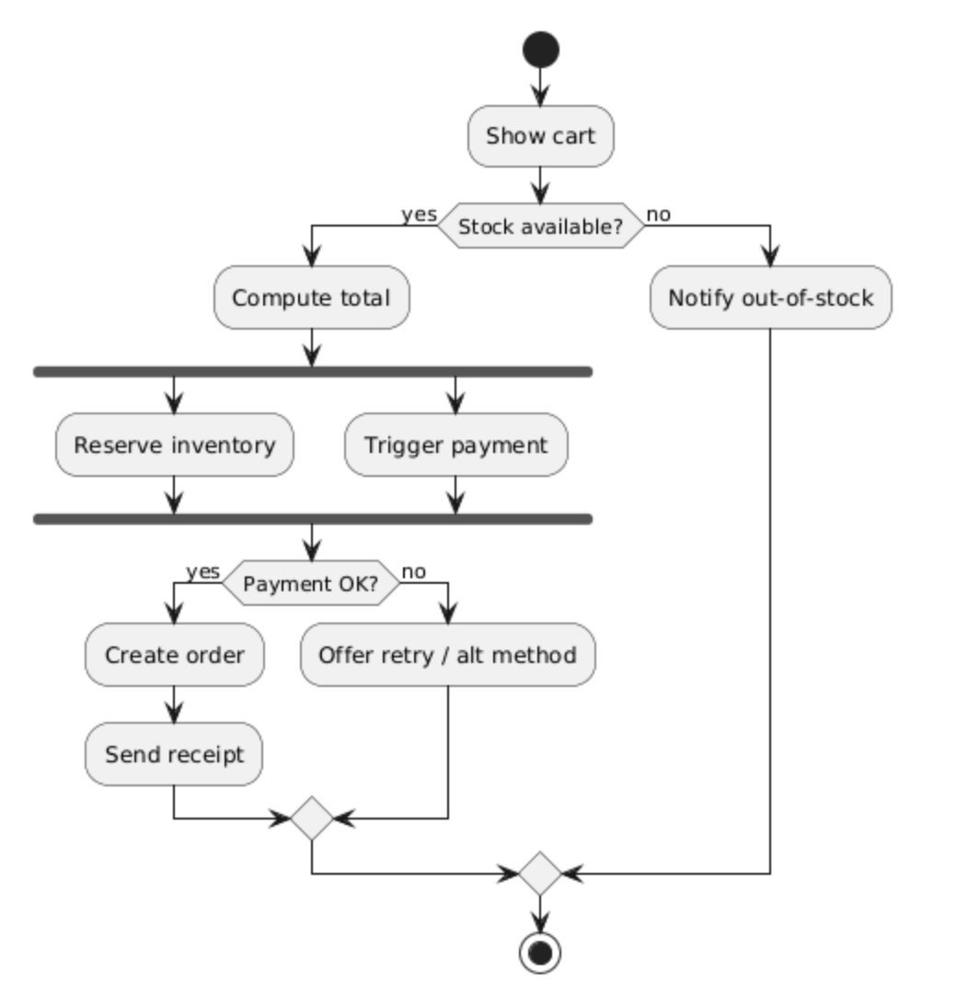 Show cart
yes
Stock available?
no
Compute total
Notify out-of-stock
Reserve inventory
Trigger payment
yes
Payment OK?
no
Create order
Offer retry / alt method
Send receipt